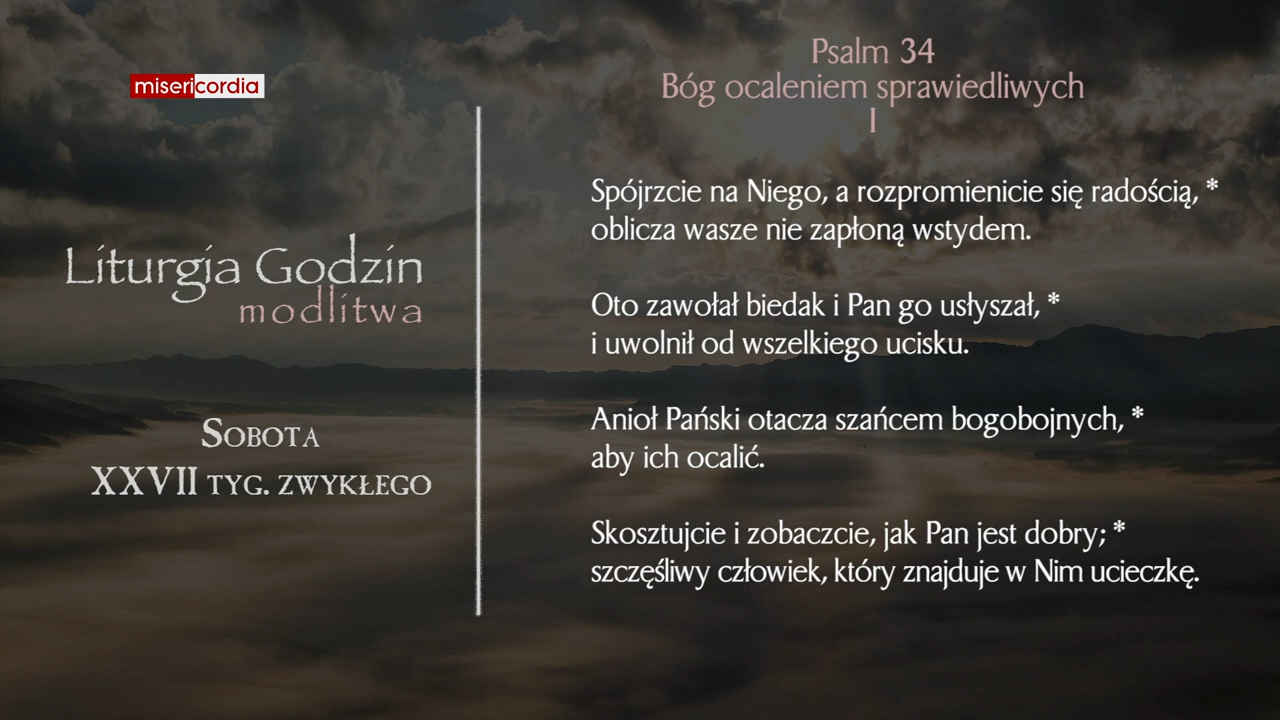 misericordia
Liturgia Godzin
modlitwa
Sobota
XXVII tyg. zwykłego
Psalm 34
Bóg ocaleniem sprawiedliwych
I
Spójrzcie na Niego, a rozpromienicie się radością, *
oblicza wasze nie zapłoną wstydem.
Oto zawołał biedak i Pan go usłyszał, *
i uwolnił od wszelkiego ucisku.
Anioł Pański otacza szańcem bogobojnych, *
aby ich ocalić.
Skosztujcie i zobaczcie, jak Pan jest dobry; *
szczęśliwy człowiek, który znajduje w Nim ucieczkę.